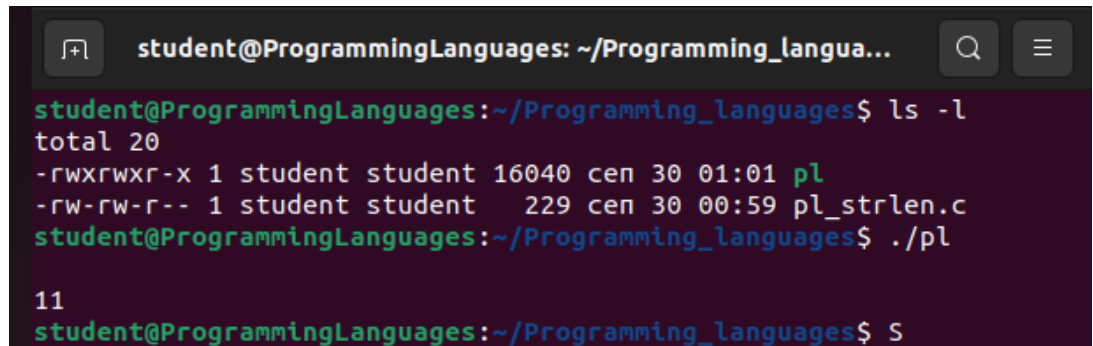 student@ProgrammingLanguages: ~/Programming_langua...
student@ProgrammingLanguages:~/Programming_languages$ ls -l
total 20
-rwxrwxr-x 1 student student 16040 сеп 30 01:01 pl
-rw-rw-r-- 1 student student   229 сеп 30 00:59 pl_strlen.c
student@ProgrammingLanguages:~/Programming_languages$ ./pl
11
student@ProgrammingLanguages:~/Programming_languages$ S